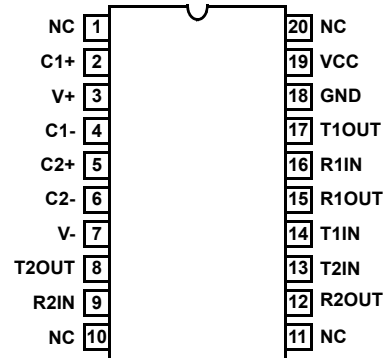 NC 1 20 NC
C1+ 2 19 VCC
V+ 3 18 GND
C1- 4 17 T1OUT
C2+ 5 16 R1IN
C2- 6 15 R1OUT
V- 7 14 T1IN
T2OUT 8 13 T2IN
R2IN 9 12 R2OUT
NC 10 11 NC